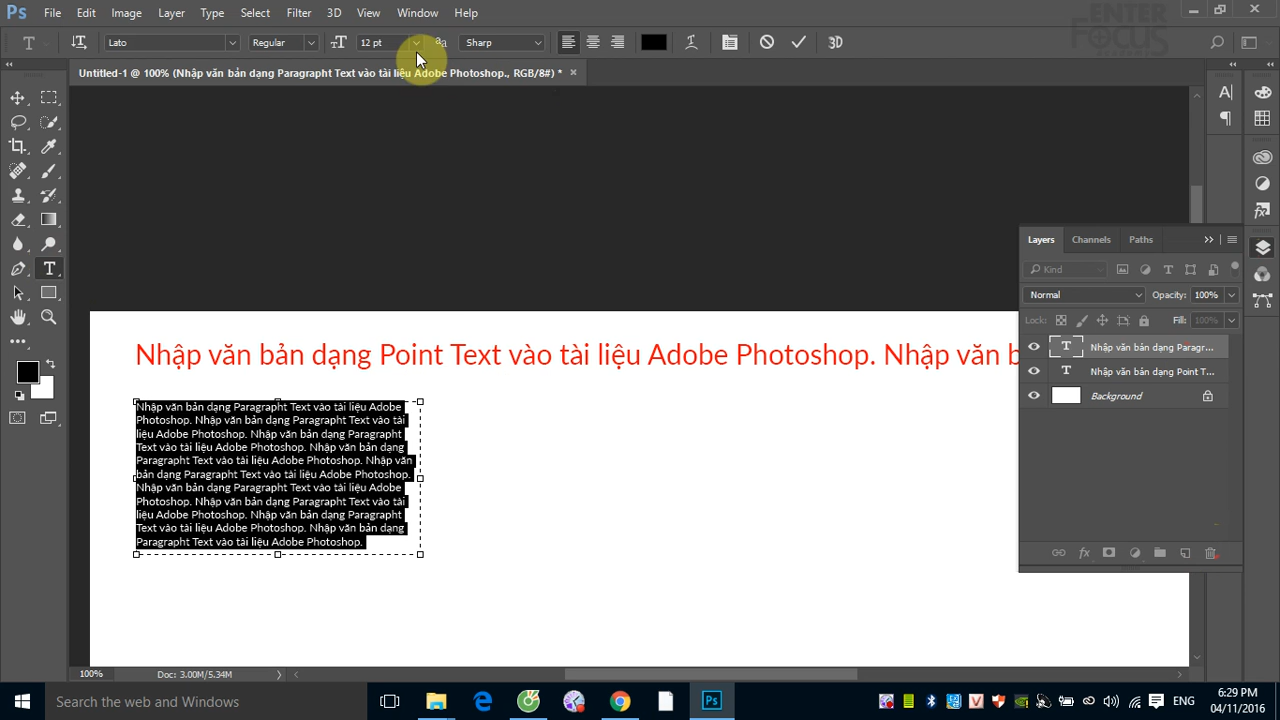 Ps File Edit Image Layer Type Select Filter 3D View Window Help
ENTER
FOCUS
ACADEMY
T Lato Regular 12 pt Sharp 3D
Untitled-1 @ 100% (Nhập văn bản dạng Paragrapht Text vào tài liệu Adobe Photoshop., RGB/8#) *
Layers Channels Paths
Kind
Normal Opacity: 100%
Lock: Fill: 100%
T Nhập văn bản dạng Paragr...
T Nhập văn bản dạng Point T...
Background
Nhập văn bản dạng Point Text vào tài liệu Adobe Photoshop. Nhập văn b
Nhập văn bản dạng Paragrapht Text vào tài liệu Adobe
Photoshop. Nhập văn bản dạng Paragrapht Text vào tài
liệu Adobe Photoshop. Nhập văn bản dạng Paragrapht
Text vào tài liệu Adobe Photoshop. Nhập văn bản dạng
Paragrapht Text vào tài liệu Adobe Photoshop. Nhập văn
bản dạng Paragrapht Text vào tài liệu Adobe Photoshop.
Nhập văn bản dạng Paragrapht Text vào tài liệu Adobe
Photoshop. Nhập văn bản dạng Paragrapht Text vào tài
liệu Adobe Photoshop. Nhập văn bản dạng Paragrapht
Text vào tài liệu Adobe Photoshop. Nhập văn bản dạng
Paragrapht Text vào tài liệu Adobe Photoshop.
100% Doc: 3.00M/5.34M
Search the web and Windows
Ps
ENG
6:29 PM
04/11/2016